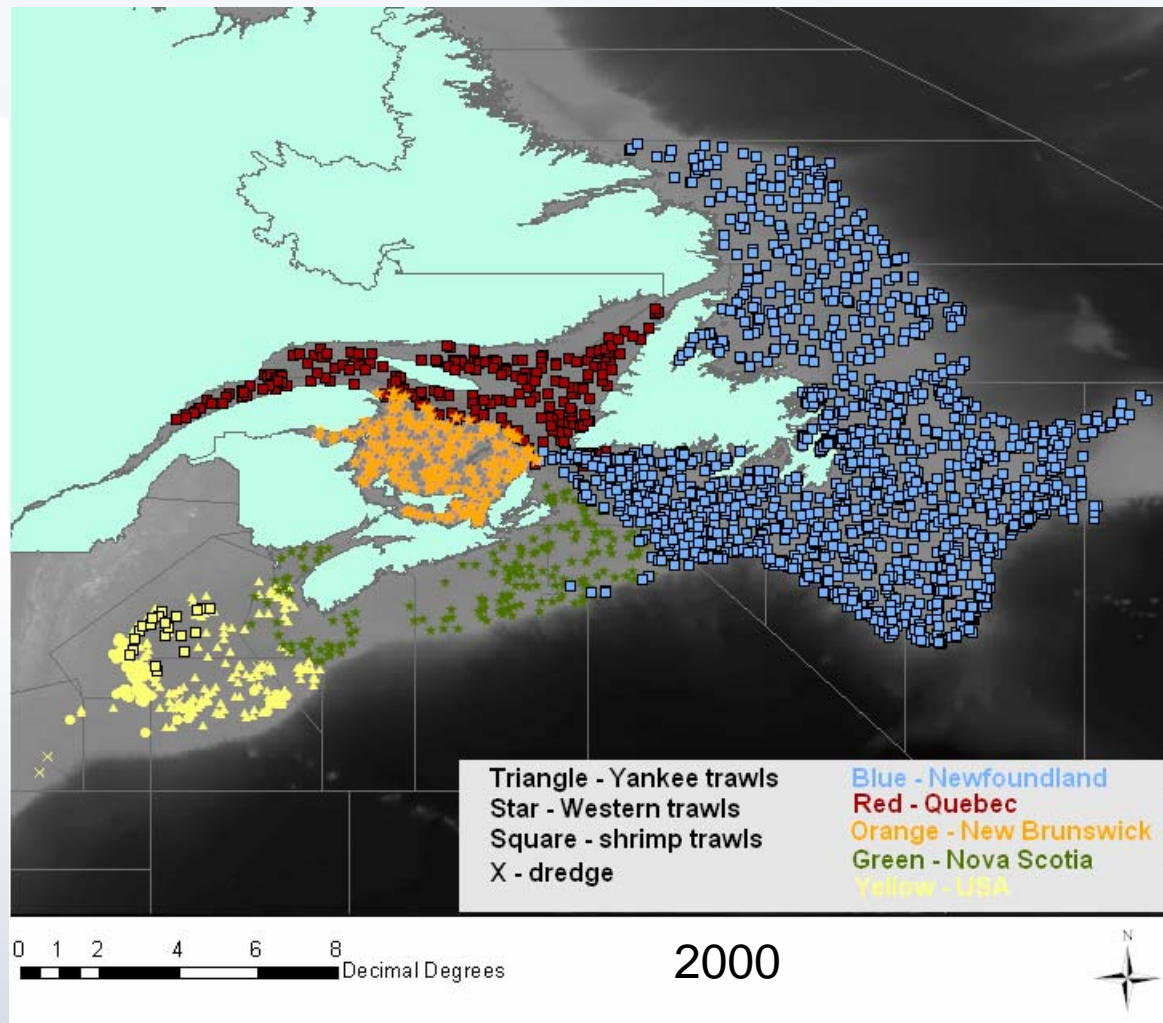 Triangle - Yankee trawls
Star - Western trawls
Square - shrimp trawls
X - dredge
Blue - Newfoundland
Red - Quebec
Orange - New Brunswick
Green - Nova Scotia
Yellow - USA
0 1 2 4 6 8
Decimal Degrees
2000
N